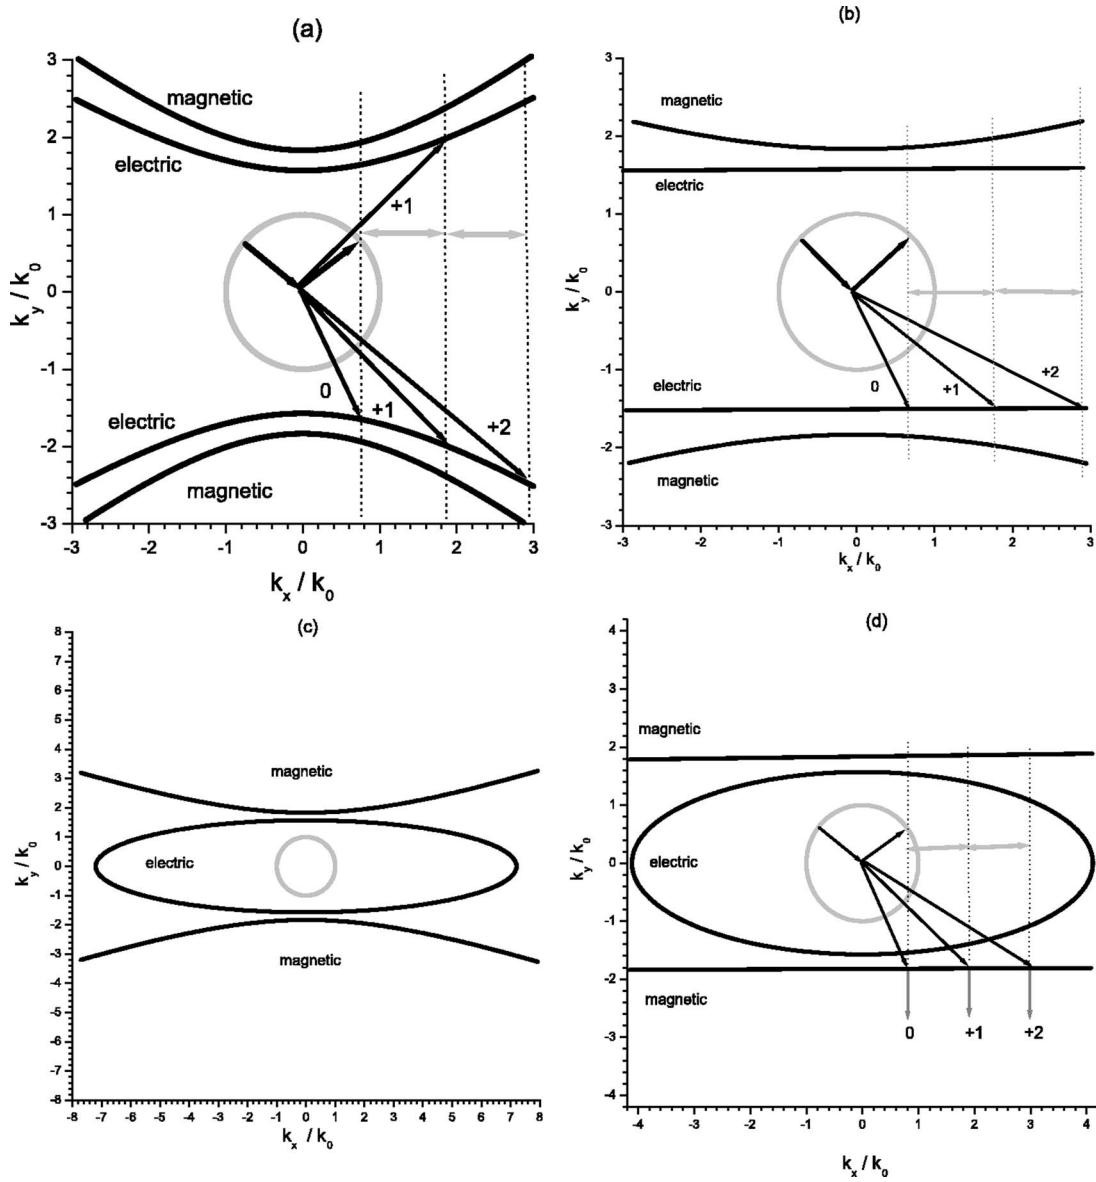 (a)
3
2
1
0
-1
-2
-3
k_y / k_0
magnetic
electric
+1
0
+1
+2
electric
magnetic
-3 -2 -1 0 1 2 3
k_x / k_0
(b)
3
2
1
0
-1
-2
-3
k_y / k_0
magnetic
electric
electric
0
+1
+2
magnetic
-3 -2 -1 0 1 2 3
k_x / k_0
(c)
8
7
6
5
4
3
2
1
0
-1
-2
-3
-4
-5
-6
-7
-8
k_y / k_0
magnetic
electric
magnetic
-8 -7 -6 -5 -4 -3 -2 -1 0 1 2 3 4 5 6 7 8
k_x / k_0
(d)
4
3
2
1
0
-1
-2
-3
-4
k_y / k_0
magnetic
electric
magnetic
0 +1 +2
-4 -3 -2 -1 0 1 2 3 4
k_x / k_0